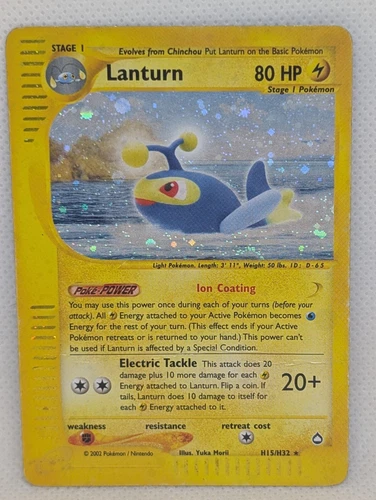 STAGE 1
Evolves from Chinchou Put Lanturn on the Basic Pokémon
Lanturn
80 HP
Stage 1 Pokémon
Light Pokémon. Length: 3' 11", Weight: 50 lbs. ID: D-65
Poké-POWER
Ion Coating
You may use this power once during each of your turns (before your
attack). All Energy attached to your Active Pokémon becomes
Energy for the rest of your turn. (This effect ends if your Active
Pokémon retreats or is returned to your hand.) This power can't
be used if Lanturn is affected by a Special Condition.
Electric Tackle This attack does 20
damage plus 10 more damage for each
Energy attached to Lanturn. Flip a coin. If
tails, Lanturn does 10 damage to itself for
each Energy attached to it.
20+
weakness
resistance
retreat cost
© 2002 Pokémon / Nintendo
Illus. Yuka Morii
H15/H32 ★